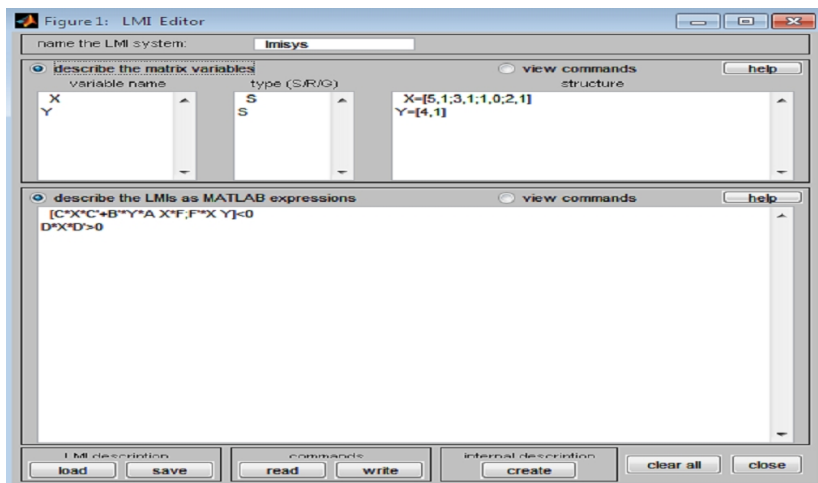 Figure 1: LMI Editor
name the LMI system: lmisys
describe the matrix variables view commands help
variable name type (S/R/G) structure
X S X=[5,1;3,1;1,0;2,1]
Y S Y=[4,1]
describe the LMIs as MATLAB expressions view commands help
[C*X*C'+B'*Y*A X*F;F'*X Y]<0
D*X*D'>0
LMI description commands internal description
load save read write create clear all close